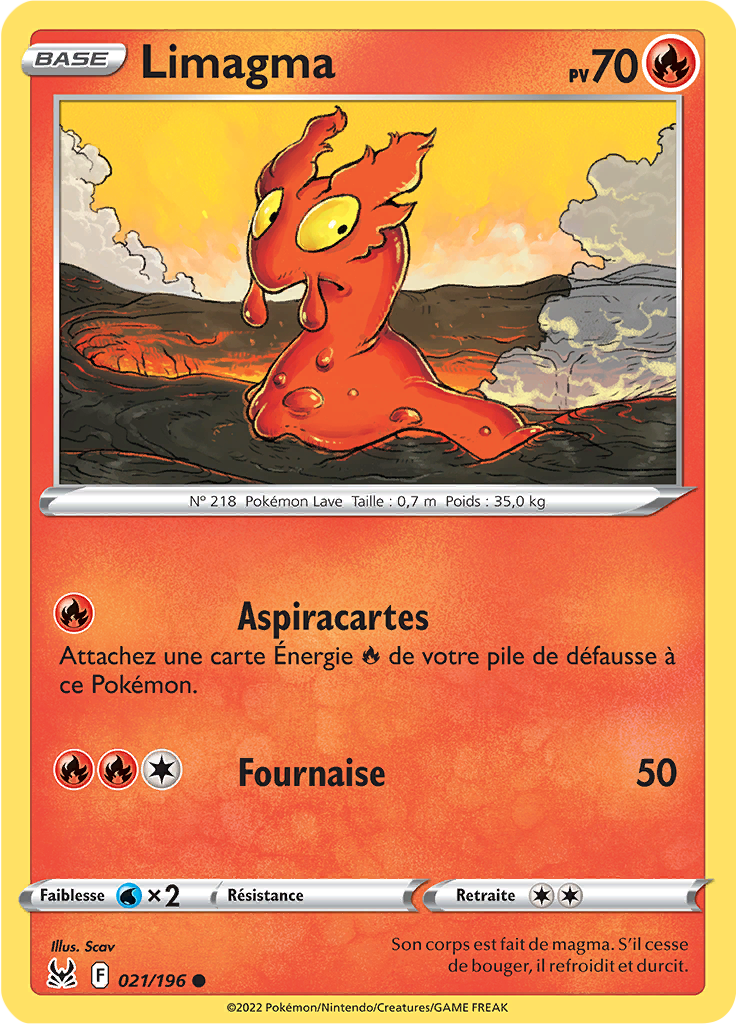 BASE Limagma PV 70
N° 218 Pokémon Lave Taille : 0,7 m Poids : 35,0 kg
Aspiracartes
Attachez une carte Énergie de votre pile de défausse à
ce Pokémon.
Fournaise 50
Faiblesse ×2 Résistance Retraite
Illus. Scav
Son corps est fait de magma. S'il cesse
de bouger, il refroidit et durcit.
F 021/196
©2022 Pokémon/Nintendo/Creatures/GAME FREAK